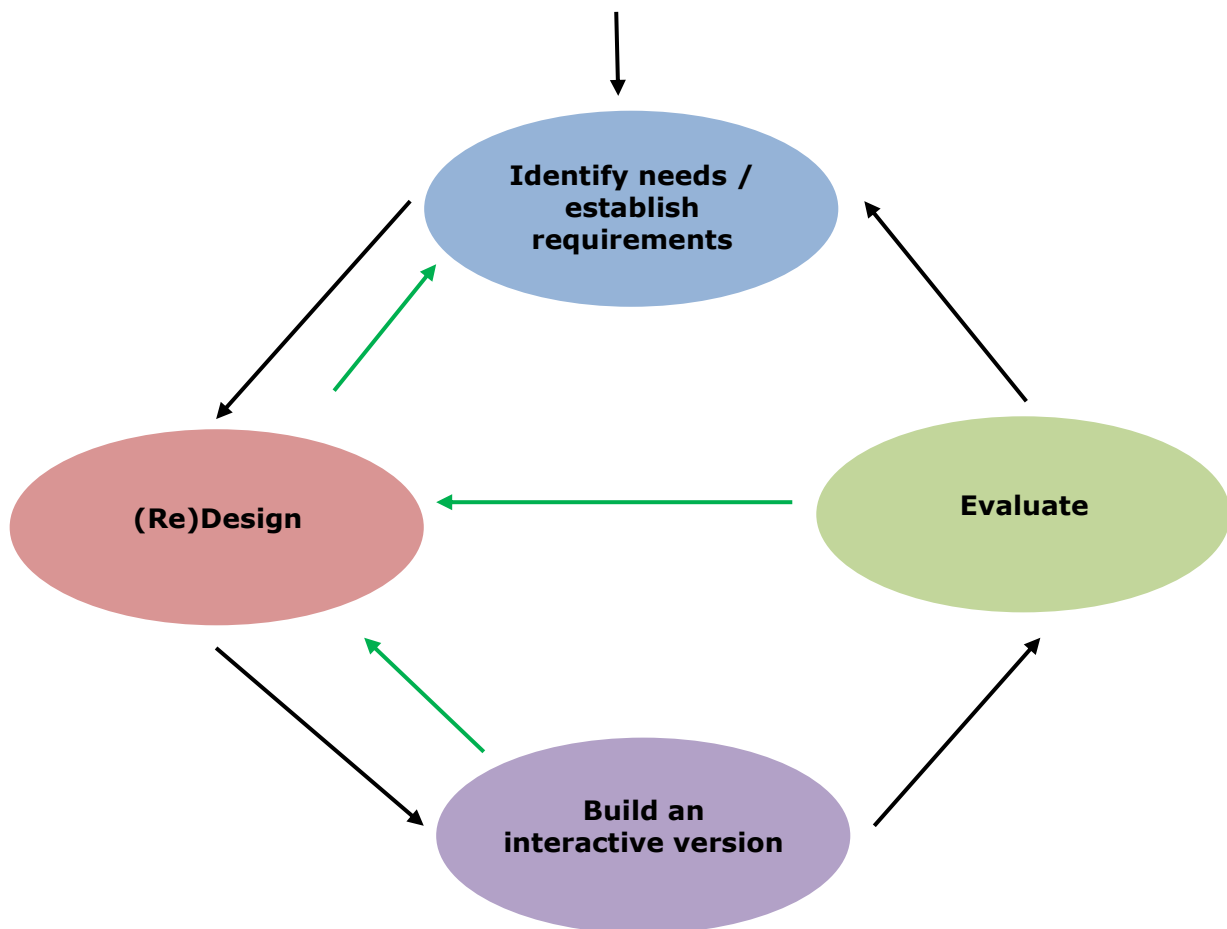 Identify needs /
establish
requirements
(Re)Design
Evaluate
Build an
interactive version